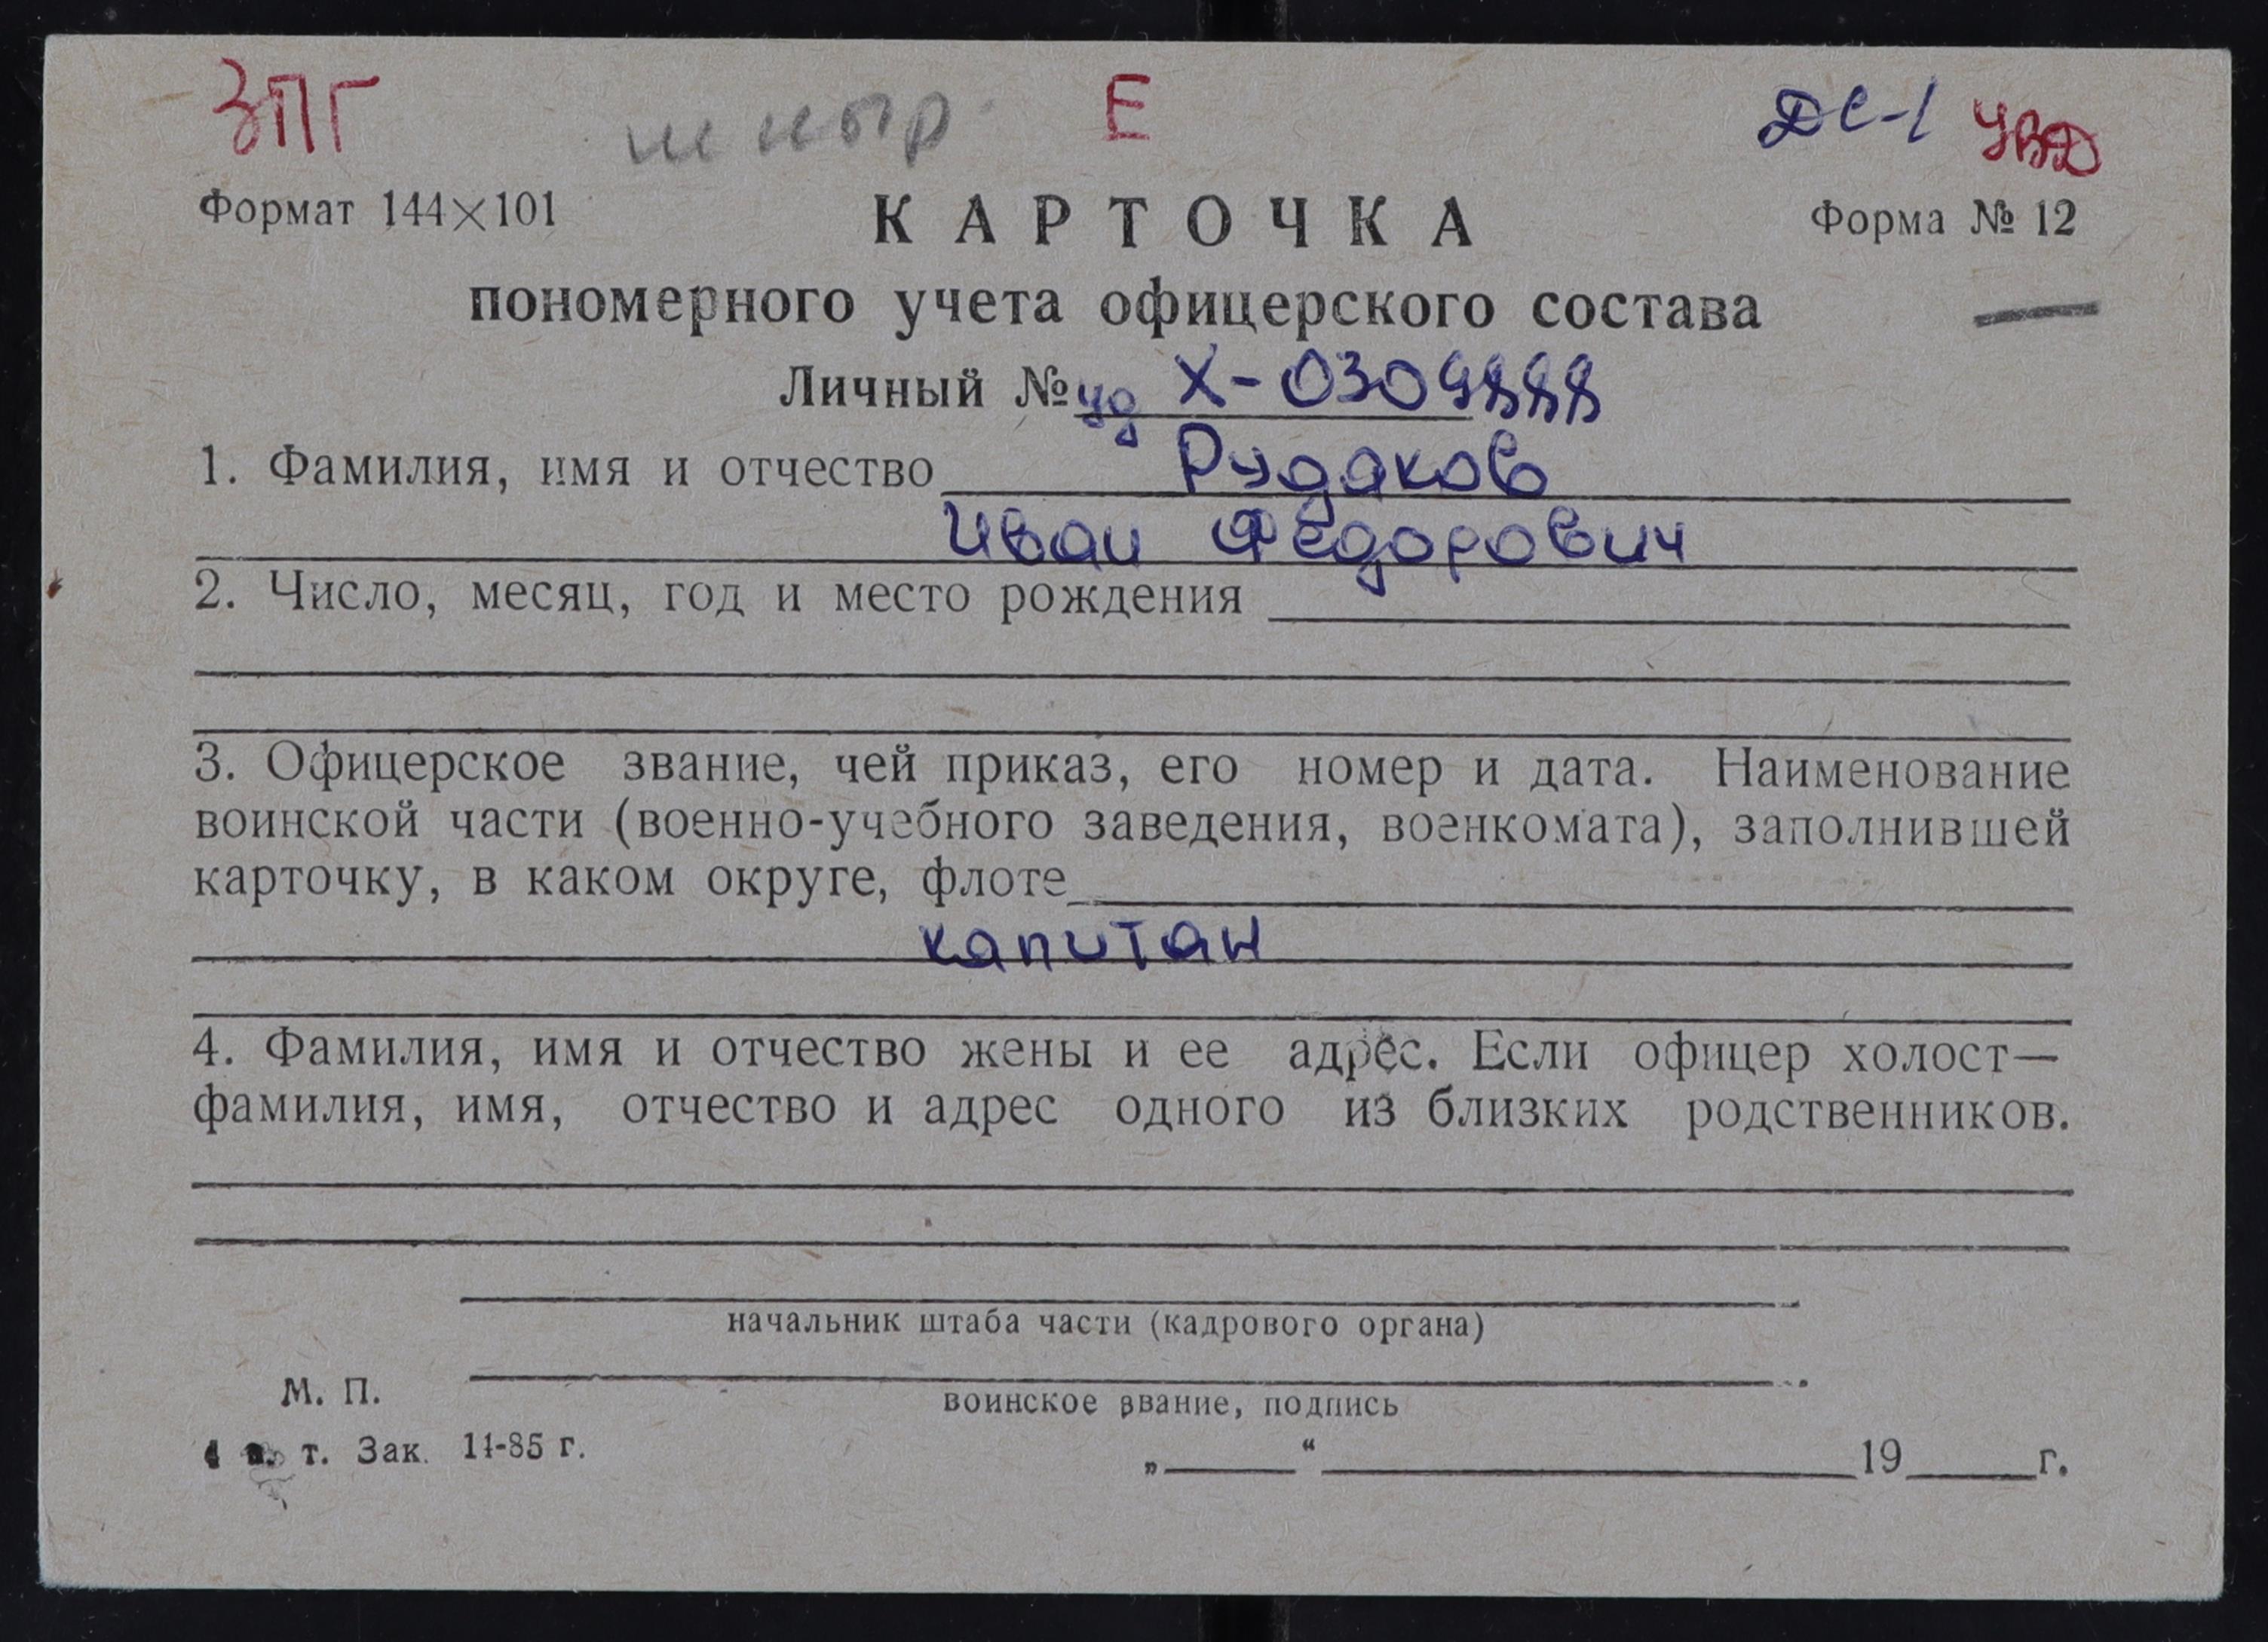 ЗПГ шныр. Е ДС-1 УВД
Формат 144×101 КАРТОЧКА Форма № 12
пономерного учета офицерского состава
Личный № уд Х-0309888
1. Фамилия, имя и отчество Рудаков
Иван Федорович
2. Число, месяц, год и место рождения
3. Офицерское звание, чей приказ, его номер и дата. Наименование
воинской части (военно-учебного заведения, военкомата), заполнившей
карточку, в каком округе, флоте
капитан
4. Фамилия, имя и отчество жены и ее адрес. Если офицер холост—
фамилия, имя, отчество и адрес одного из близких родственников.
начальник штаба части (кадрового органа)
М. П.
воинское звание, подпись
т. Зак. 11-85 г. „ “ 19 г.